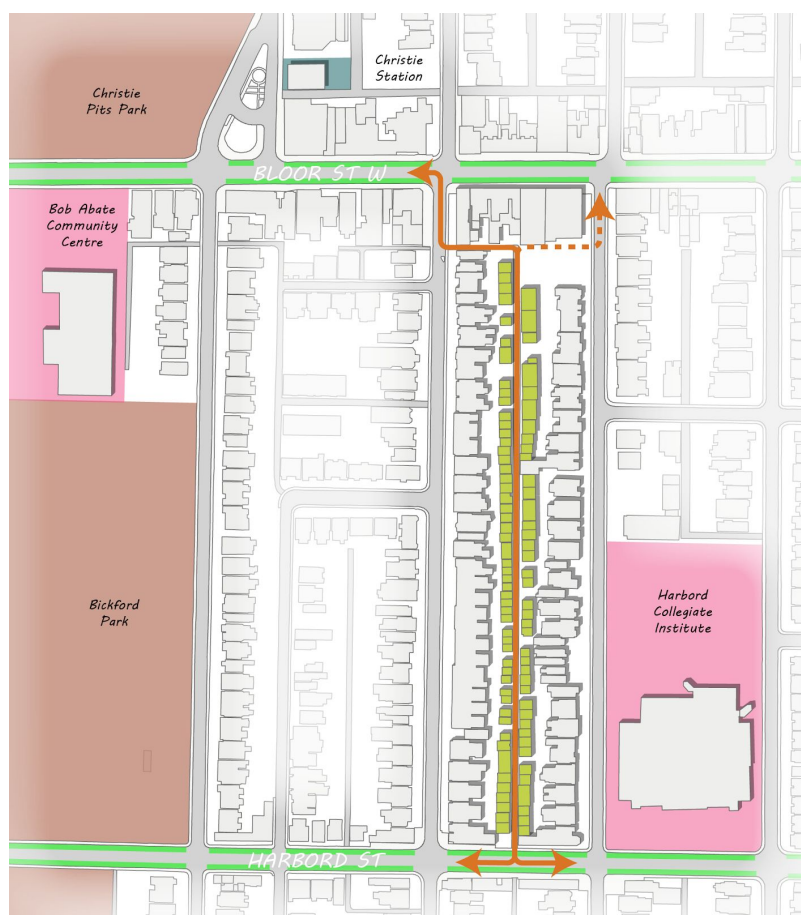 Christie
Pits Park
Christie
Station
BLOOR ST W
Bob Abate
Community
Centre
Bickford
Park
Harbord
Collegiate
Institute
HARBORD ST